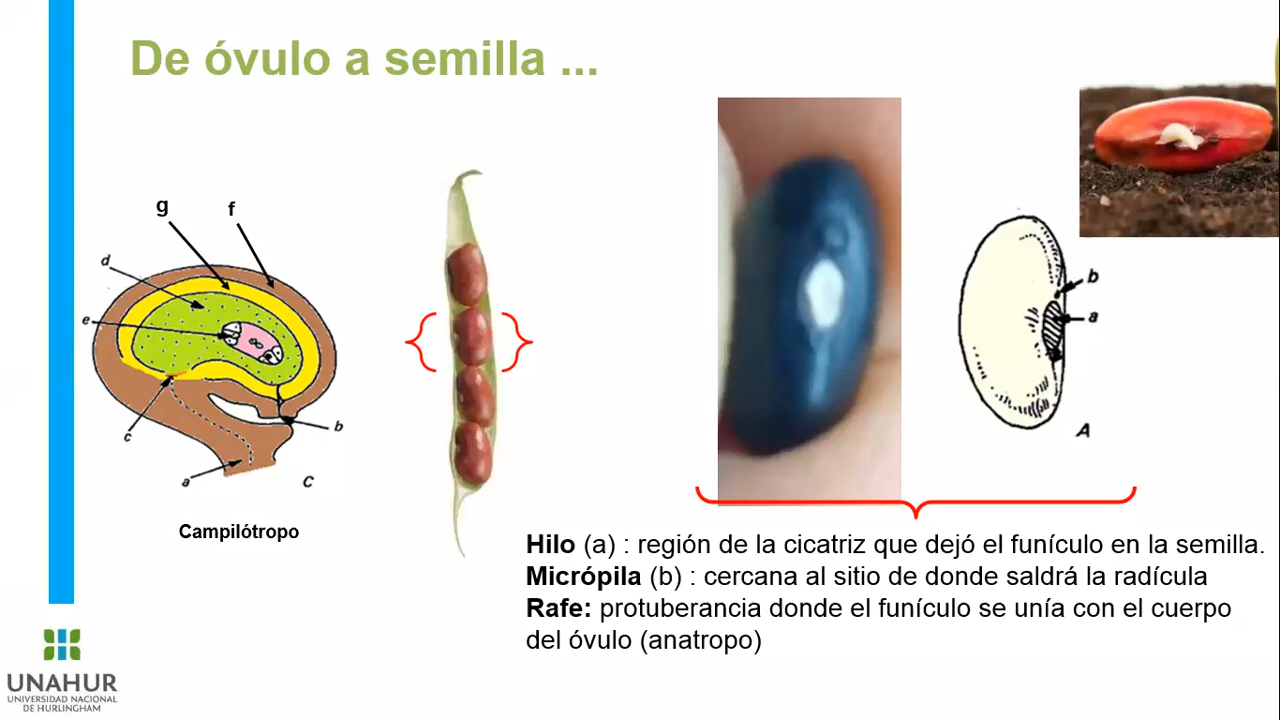 De óvulo a semilla ...
g
f
d
e
c
b
a
C
Campilótropo
b
a
A
Hilo (a) : región de la cicatriz que dejó el funículo en la semilla.
Micrópila (b) : cercana al sitio de donde saldrá la radícula
Rafe: protuberancia donde el funículo se unía con el cuerpo
del óvulo (anatropo)
UNAHUR
UNIVERSIDAD NACIONAL
DE HURLINGHAM